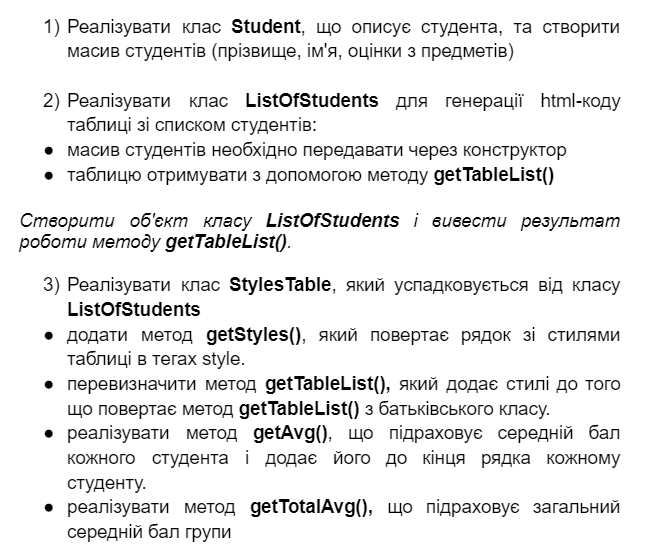 1) Реалізувати клас Student, що описує студента, та створити
масив студентів (прізвище, ім'я, оцінки з предметів)
2) Реалізувати клас ListOfStudents для генерації html-коду
таблиці зі списком студентів:
● масив студентів необхідно передавати через конструктор
● таблицю отримувати з допомогою методу getTableList()
Створити об'єкт класу ListOfStudents і вивести результат
роботи методу getTableList().
3) Реалізувати клас StylesTable, який успадковується від класу
ListOfStudents
● додати метод getStyles(), який повертає рядок зі стилями
таблиці в тегах style.
● перевизначити метод getTableList(), який додає стилі до того
що повертає метод getTableList() з батьківського класу.
● реалізувати метод getAvg(), що підраховує середній бал
кожного студента і додає його до кінця рядка кожному
студенту.
● реалізувати метод getTotalAvg(), що підраховує загальний
середній бал групи